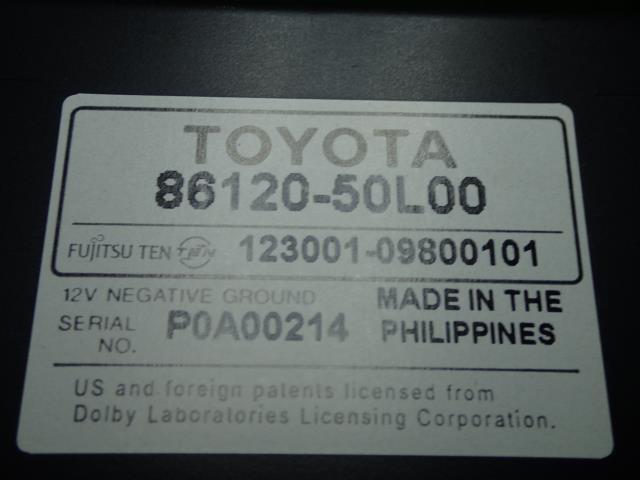 TOYOTA
86120-50L00
FUJITSU TEN TEN 123001-09800101
12V NEGATIVE GROUND
MADE IN THE
PHILIPPINES
SERIAL
NO.
P0A00214
US and foreign patents licensed from
Dolby Laboratories Licensing Corporation.